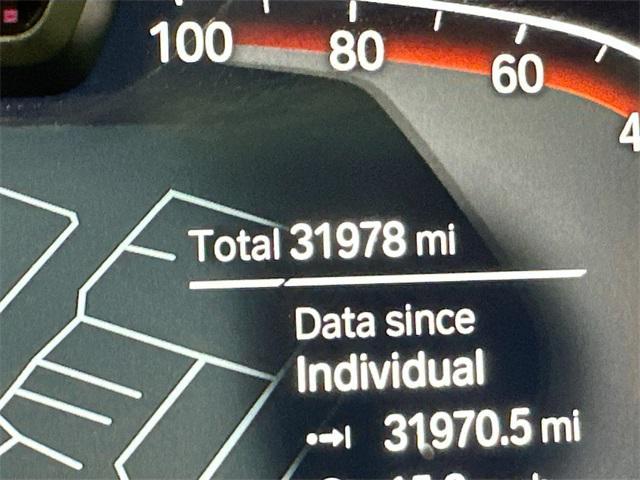 100 80 60
Total 31978 mi
Data since
Individual
31970.5 mi